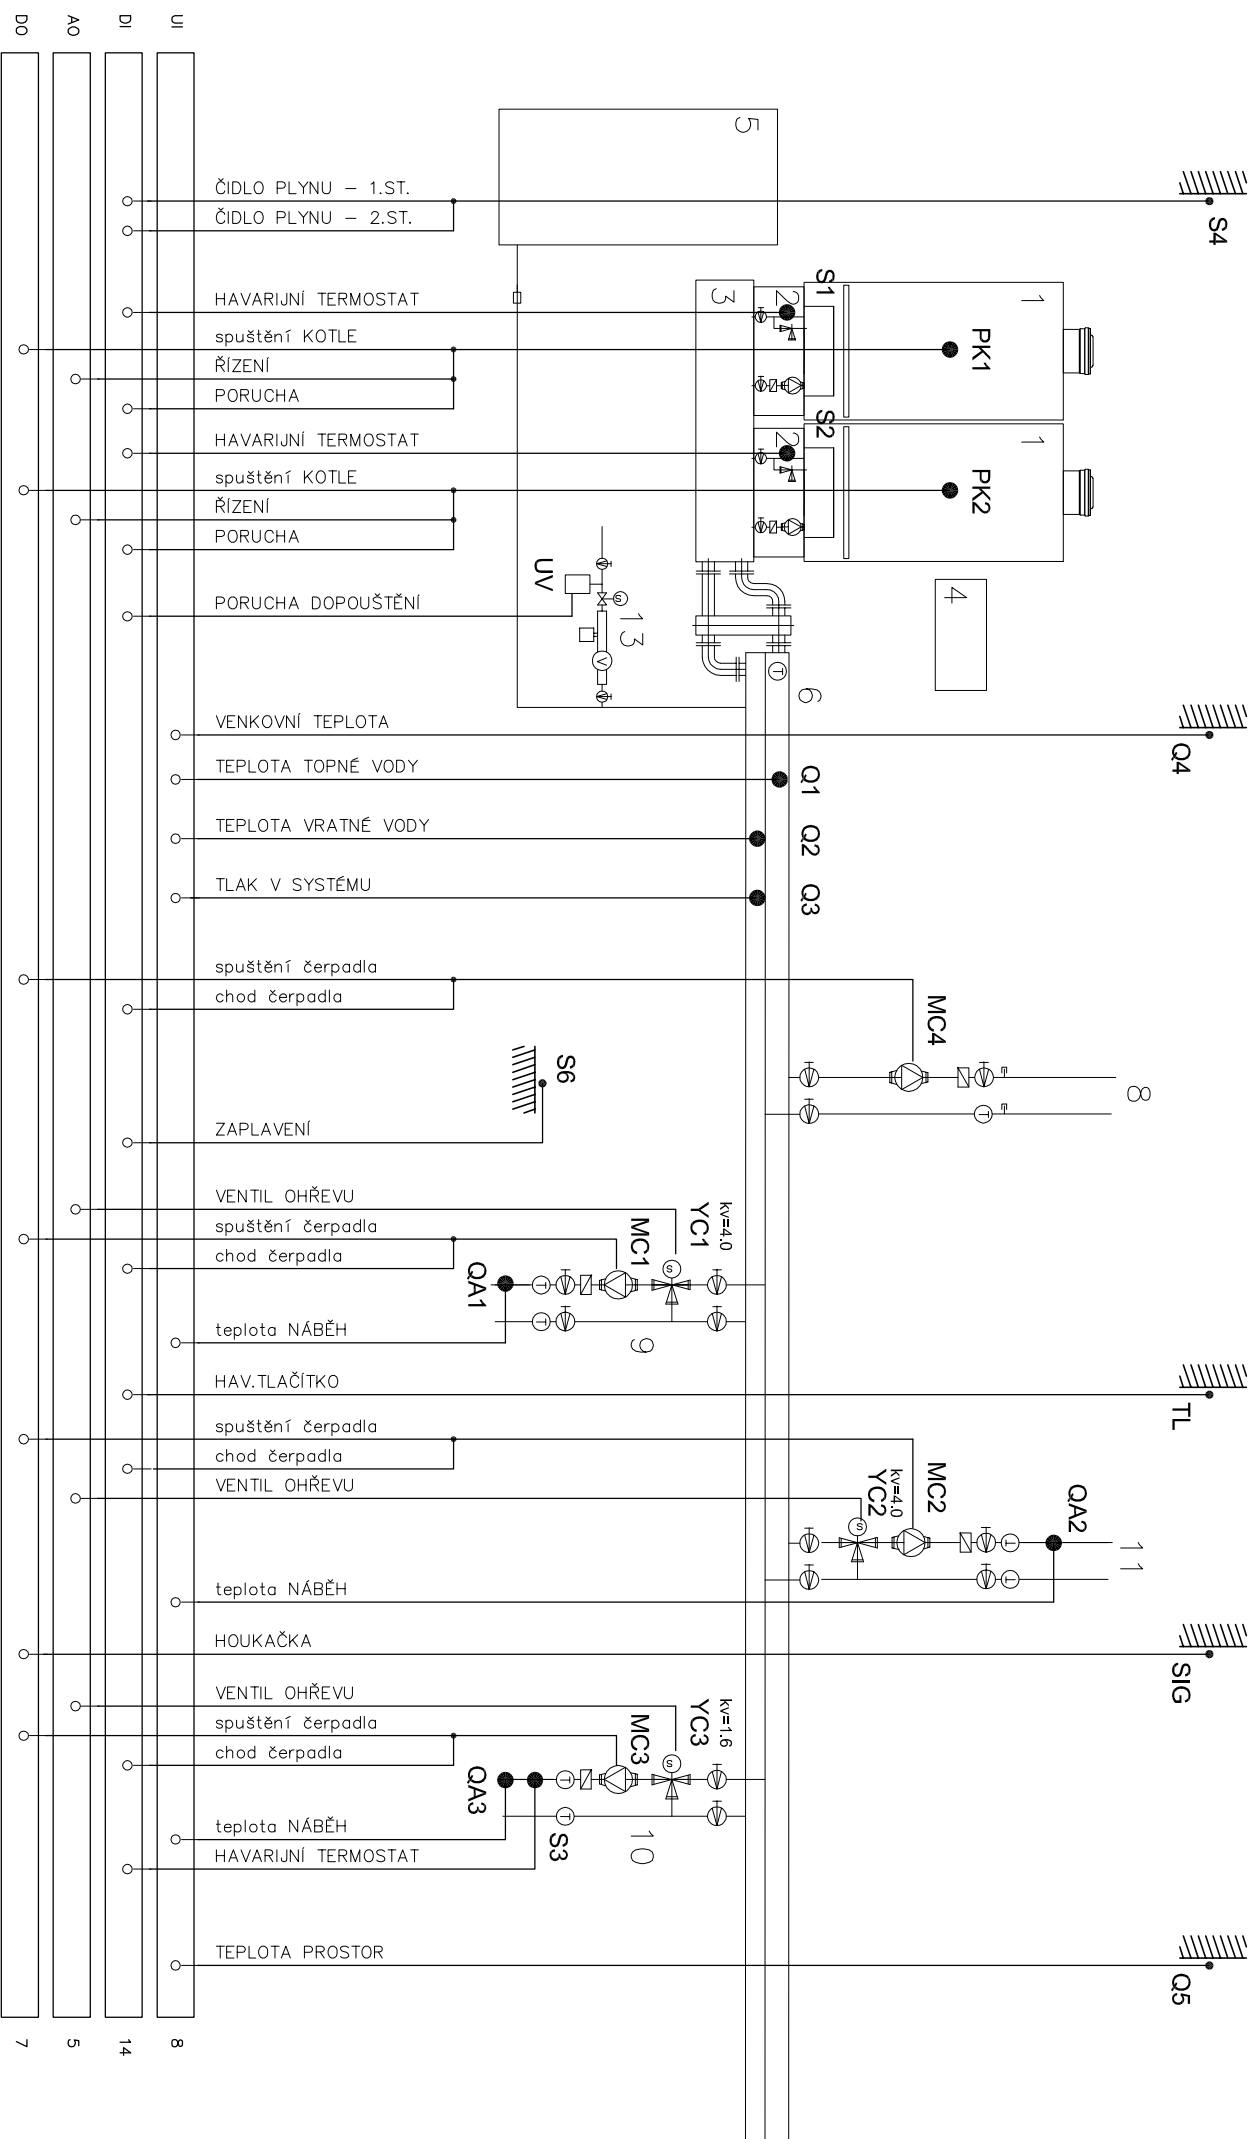 DO
AO
DI
UI
5
ČIDLO PLYNU – 1.ST.
ČIDLO PLYNU – 2.ST.
S4
HAVARIJNÍ TERMOSTAT
spuštění KOTLE
ŘÍZENÍ
PORUCHA
3
2
S1
1
PK1
HAVARIJNÍ TERMOSTAT
spuštění KOTLE
ŘÍZENÍ
PORUCHA
2
S2
1
PK2
PORUCHA DOPOUŠTĚNÍ
UV
S
13
V
T
4
6
VENKOVNÍ TEPLOTA
Q4
TEPLOTA TOPNÉ VODY
Q1
TEPLOTA VRATNÉ VODY
Q2
TLAK V SYSTÉMU
Q3
spuštění čerpadla
chod čerpadla
MC4
T
8
S6
ZAPLAVENÍ
VENTIL OHŘEVU
spuštění čerpadla
chod čerpadla
QA1
MC1
YC1
kv=4.0
S
T
T
9
teplota NÁBĚH
HAV.TLAČÍTKO
TL
spuštění čerpadla
chod čerpadla
VENTIL OHŘEVU
YC2
kv=4.0
S
MC2
QA2
T
T
11
teplota NÁBĚH
HOUKAČKA
SIG
VENTIL OHŘEVU
spuštění čerpadla
chod čerpadla
QA3
MC3
YC3
kv=1.6
S
T
T
S3
10
teplota NÁBĚH
HAVARIJNÍ TERMOSTAT
TEPLOTA PROSTOR
Q5
7
5
14
8